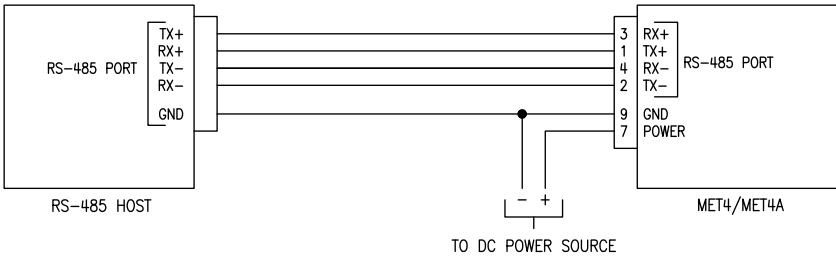 TX+ 3 RX+
RX+ 1 TX+
RS-485 PORT TX- 4 RX- RS-485 PORT
RX- 2 TX-
GND 9 GND
7 POWER
- +
RS-485 HOST MET4/MET4A
TO DC POWER SOURCE